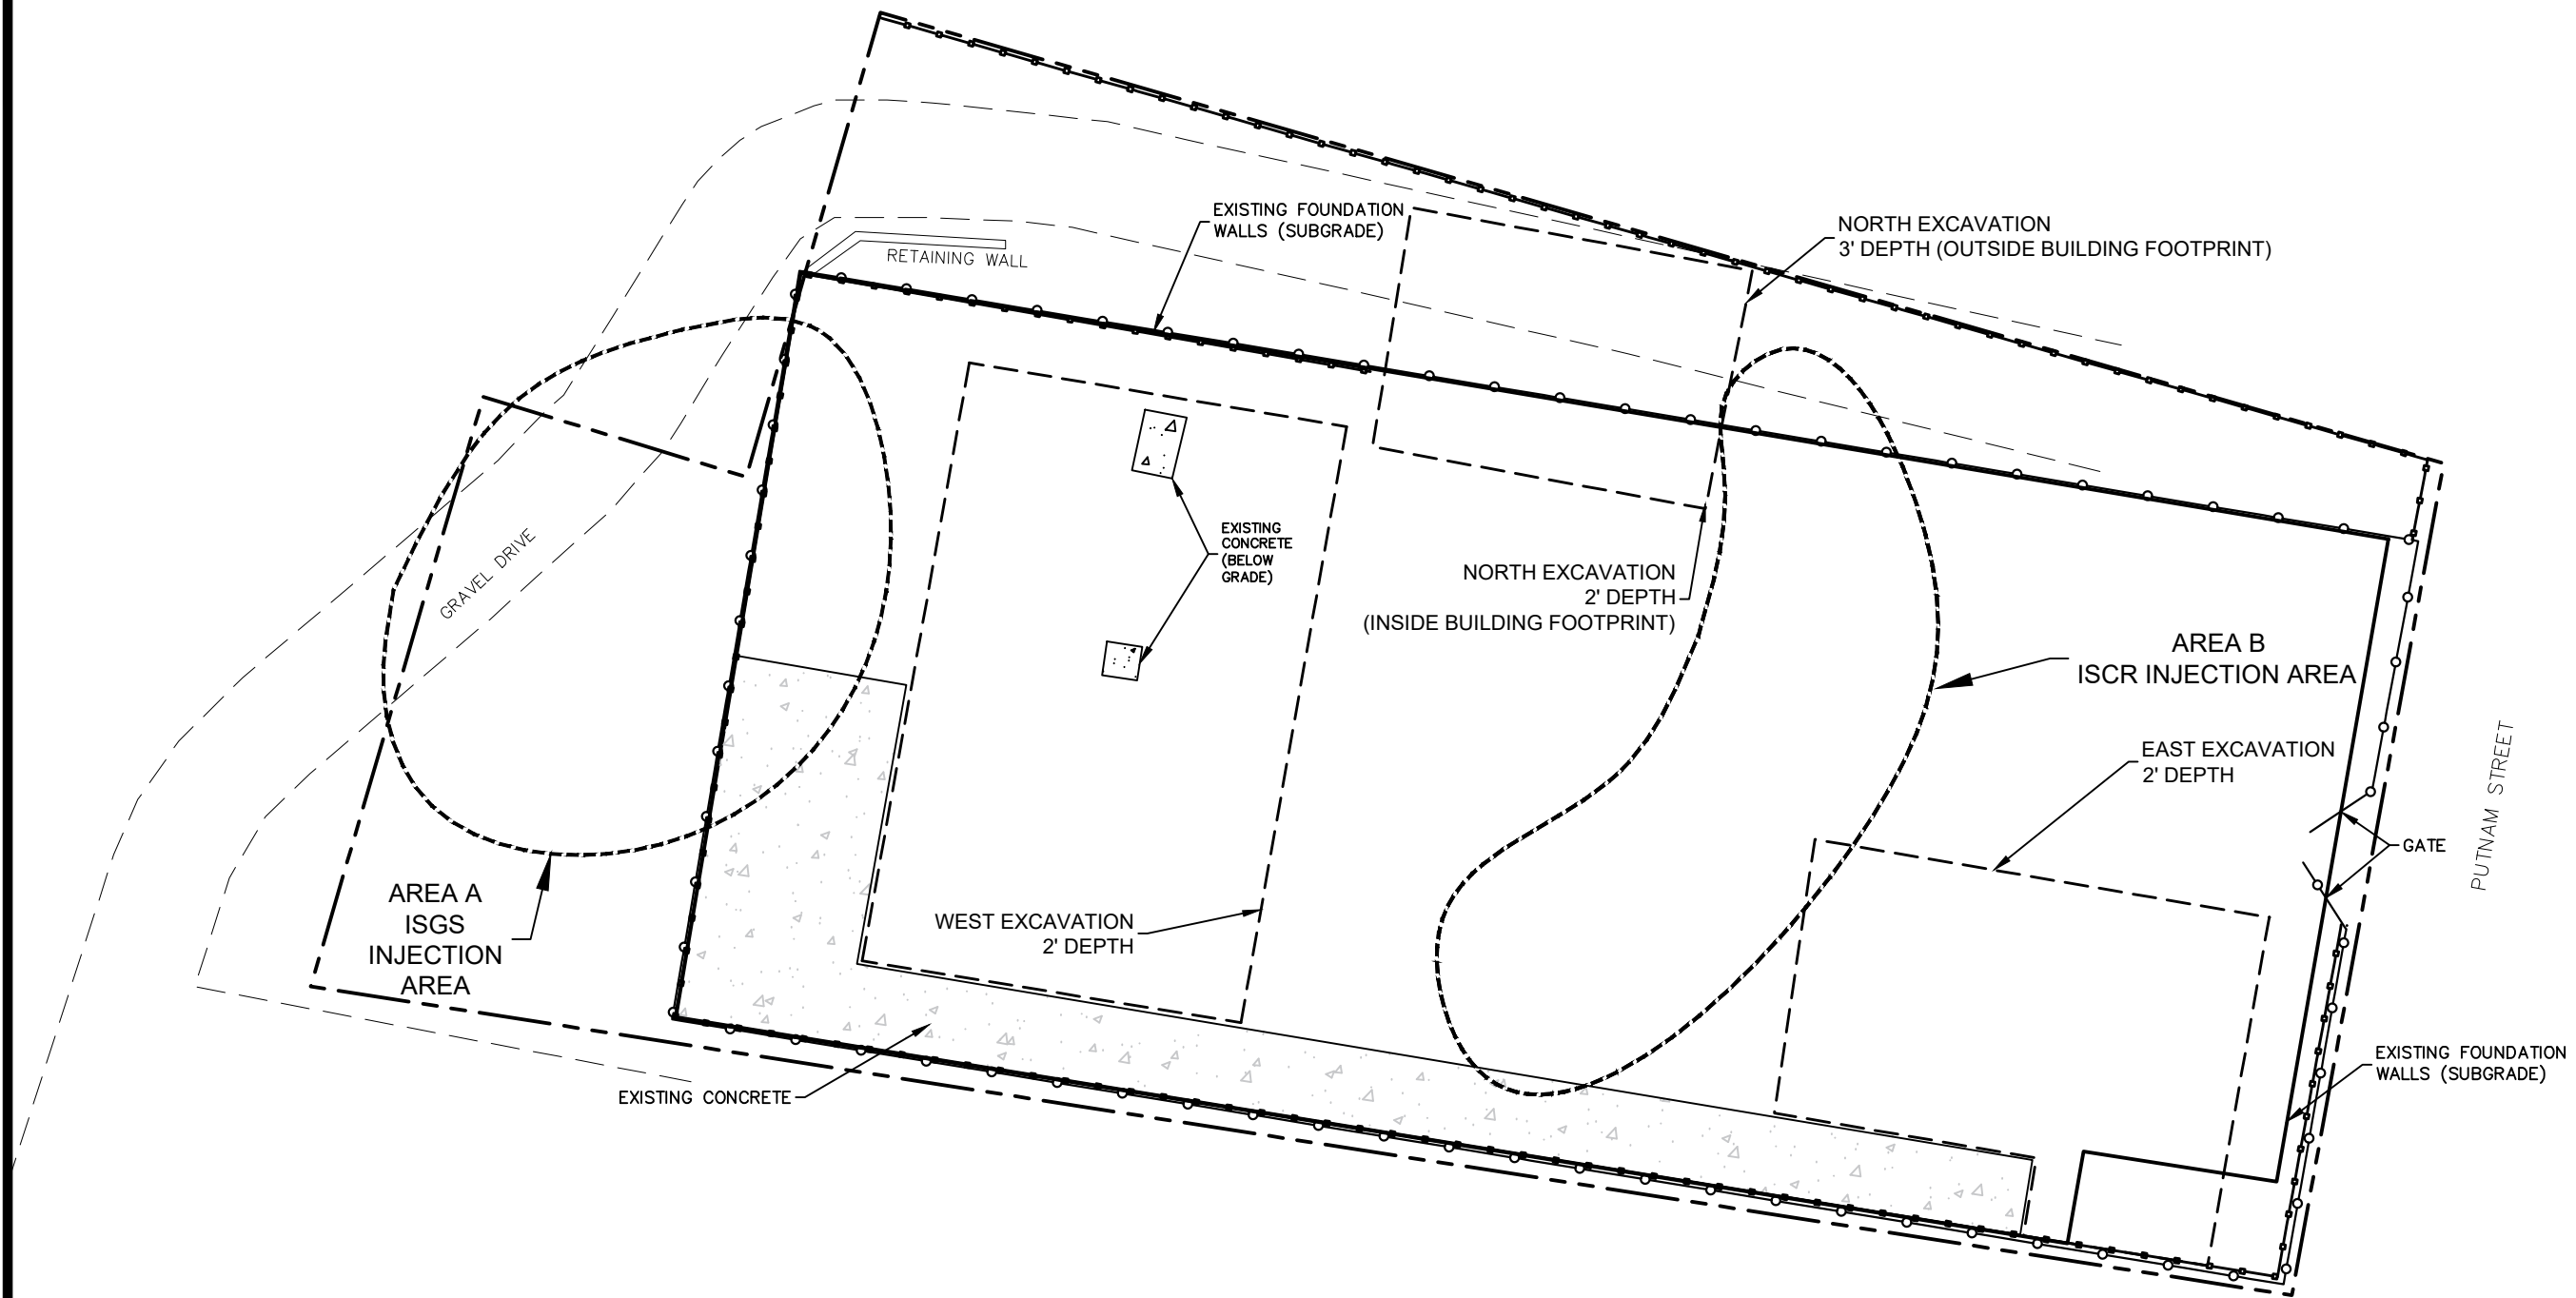 EXISTING FOUNDATION
WALLS (SUBGRADE)
NORTH EXCAVATION
3' DEPTH (OUTSIDE BUILDING FOOTPRINT)
RETAINING WALL
EXISTING
CONCRETE
(BELOW
GRADE)
GRAVEL DRIVE
NORTH EXCAVATION
2' DEPTH
(INSIDE BUILDING FOOTPRINT)
AREA B
ISCR INJECTION AREA
EAST EXCAVATION
2' DEPTH
PUTNAM STREET
GATE
AREA A
ISGS
INJECTION
AREA
WEST EXCAVATION
2' DEPTH
EXISTING FOUNDATION
WALLS (SUBGRADE)
EXISTING CONCRETE